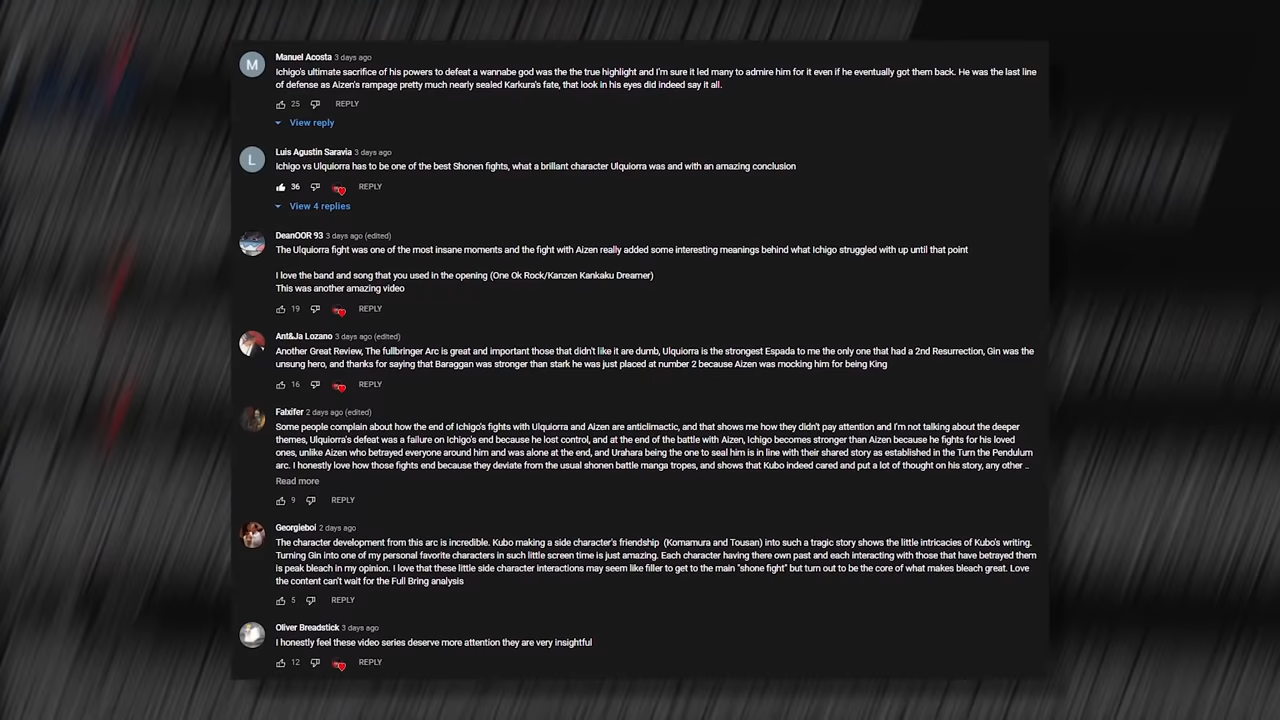 M
Manuel Acosta 3 days ago
Ichigo's ultimate sacrifice of his powers to defeat a wannabe god was the the true highlight and I'm sure it led many to admire him for it even if he eventually got them back. He was the last line
of defense as Aizen's rampage pretty much nearly sealed Karkura's fate, that look in his eyes did indeed say it all.
25 REPLY
View reply
L
Luis Agustin Saravia 3 days ago
Ichigo vs Ulquiorra has to be one of the best Shonen fights, what a brillant character Ulquiorra was and with an amazing conclusion
36 REPLY
View 4 replies
DeanOOR 93 3 days ago (edited)
The Ulquiorra fight was one of the most insane moments and the fight with Aizen really added some interesting meanings behind what Ichigo struggled with up until that point
I love the band and song that you used in the opening (One Ok Rock/Kanzen Kankaku Dreamer)
This was another amazing video
19 REPLY
Ant&Ja Lozano 3 days ago (edited)
Another Great Review, The fullbringer Arc is great and important those that didn't like it are dumb, Ulquiorra is the strongest Espada to me the only one that had a 2nd Resurrection, Gin was the
unsung hero, and thanks for saying that Baraggan was stronger than stark he was just placed at number 2 because Aizen was mocking him for being King
16 REPLY
Falxifer 2 days ago (edited)
Some people complain about how the end of Ichigo's fights with Ulquiorra and Aizen are anticlimactic, and that shows me how they didn't pay attention and I'm not talking about the deeper
themes, Ulquiorra's defeat was a failure on Ichigo's end because he lost control, and at the end of the battle with Aizen, Ichigo becomes stronger than Aizen because he fights for his loved
ones, unlike Aizen who betrayed everyone around him and was alone at the end, and Urahara being the one to seal him is in line with their shared story as established in the Turn the Pendulum
arc. I honestly love how those fights end because they deviate from the usual shonen battle manga tropes, and shows that Kubo indeed cared and put a lot of thought on his story, any other ...
Read more
9 REPLY
Georgieboi 2 days ago
The character development from this arc is incredible. Kubo making a side character's friendship (Komamura and Tousan) into such a tragic story shows the little intricacies of Kubo's writing.
Turning Gin into one of my personal favorite characters in such little screen time is just amazing. Each character having there own past and each interacting with those that have betrayed them
is peak bleach in my opinion. I love that these little side character interactions may seem like filler to get to the main "shone fight" but turn out to be the core of what makes bleach great. Love
the content can't wait for the Full Bring analysis
5 REPLY
Oliver Breadstick 3 days ago
I honestly feel these video series deserve more attention they are very insightful
12 REPLY